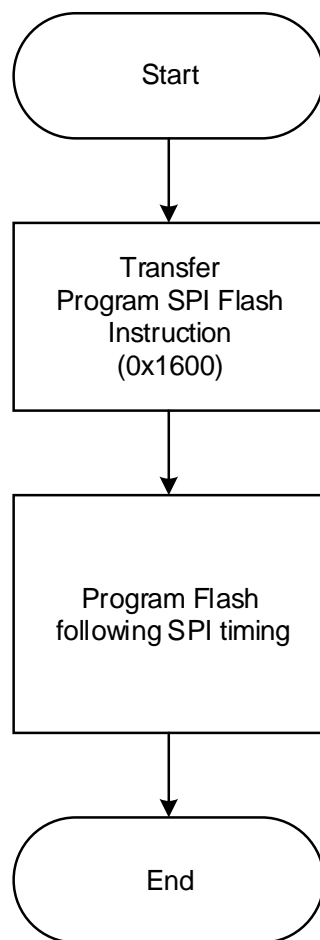 Start
Transfer
Program SPI Flash
Instruction
(0x1600)
Program Flash
following SPI timing
End